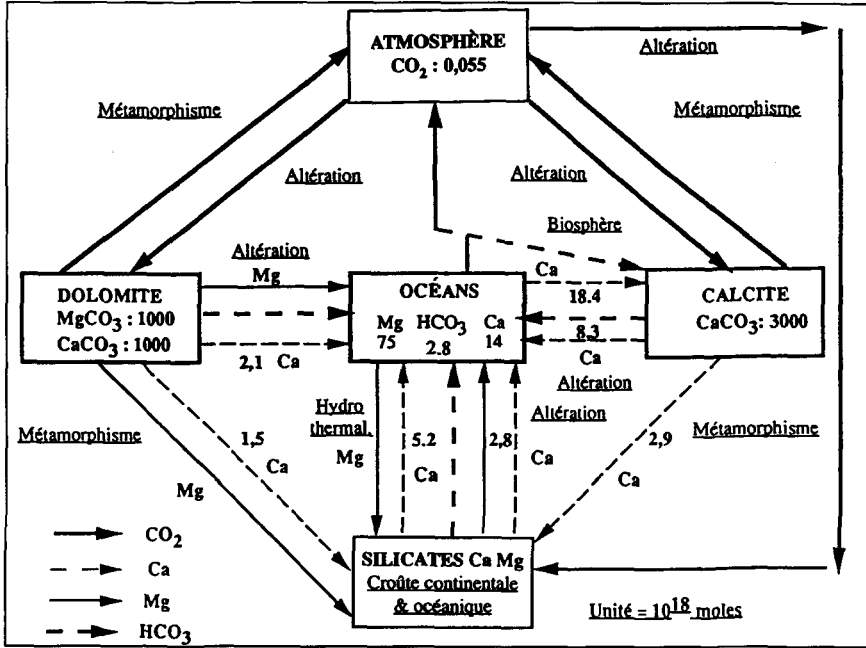 ATMOSPHÈRE
CO₂ : 0,055
Altération
Métamorphisme
Métamorphisme
Altération
Altération
Biosphère
Altération
Mg
Ca
18.4
DOLOMITE
MgCO₃ : 1000
CaCO₃ : 1000
OCÉANS
Mg HCO₃ Ca
75 2.8 14
CALCITE
CaCO₃: 3000
2,1 Ca
8.3
Ca
Altération
Métamorphisme
1,5
Ca
Mg
Hydro
thermal.
Mg
5.2
Ca
2,8
Altération
Ca
2,9
Ca
Métamorphisme
SILICATES Ca Mg
Croûte continentale
& océanique
CO₂
Ca
Mg
HCO₃
Unité = 10¹⁸ moles